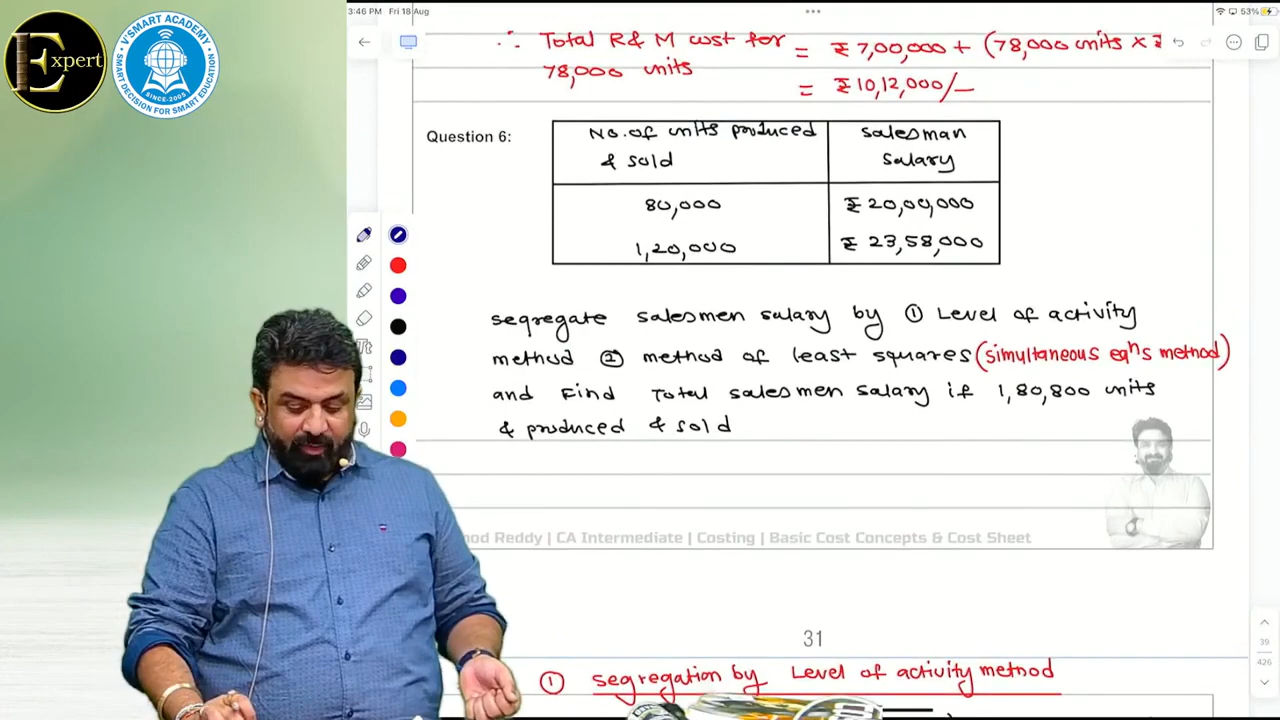 3:46 PM Fri 18 Aug
53%
Expert
V'SMART ACADEMY
SMART DECISION FOR SMART EDUCATION
SINCE-2005
∴ Total R& M cost for = ₹ 7,00,000 + (78,000 units × ₹
78,000 units
= ₹ 10,12,000/-
Question 6:
No. of units produced & sold
salesman salary
80,000 ₹ 20,00,000
1,20,000 ₹ 23,58,000
segregate salesmen salary by ① Level of activity
method ② method of least squares (simultaneous eqⁿs method)
and Find Total salesmen salary if 1,80,800 units
& produced & sold
mod Reddy | CA Intermediate | Costing | Basic Cost Concepts & Cost Sheet
31
39
426
① segregation by Level of activity method